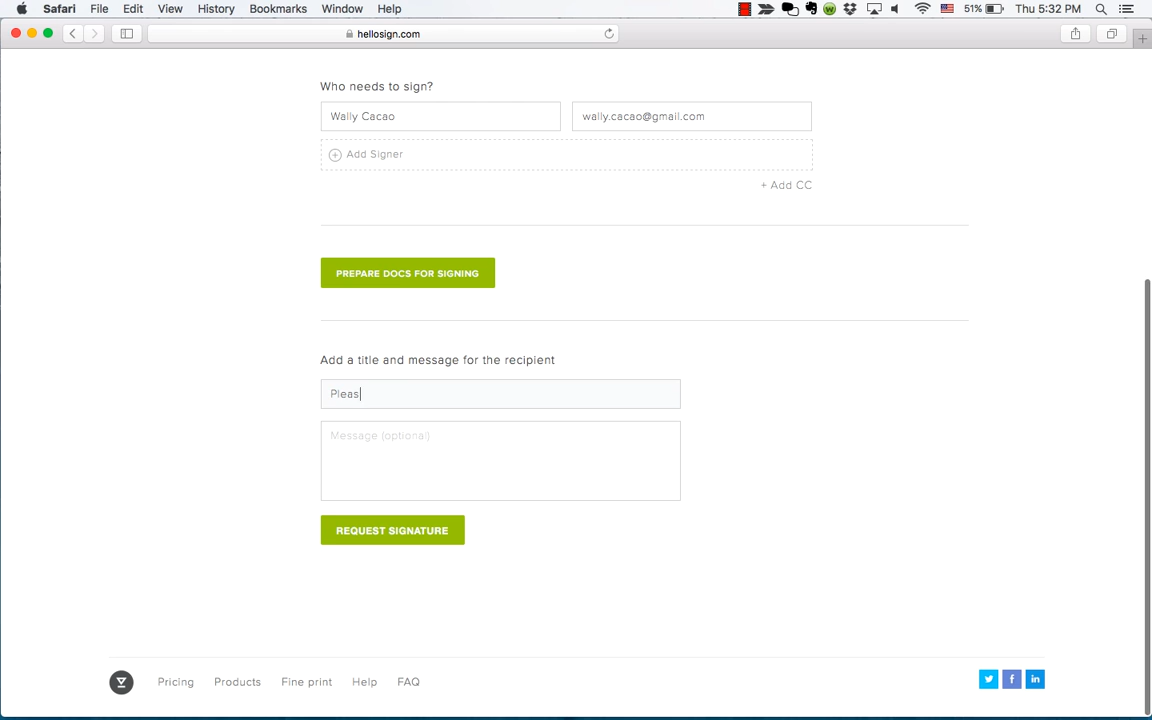 Safari File Edit View History Bookmarks Window Help 51% Thu 5:32 PM
hellosign.com
Who needs to sign?
Wally Cacao wally.cacao@gmail.com
Add Signer
+ Add CC
PREPARE DOCS FOR SIGNING
Add a title and message for the recipient
Pleas
Message (optional)
REQUEST SIGNATURE
Pricing Products Fine print Help FAQ